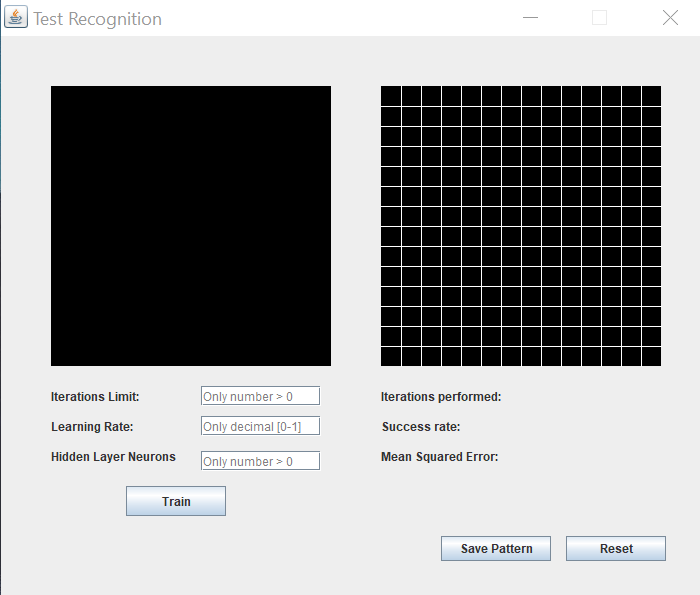 Test Recognition
Iterations Limit:
Only number > 0
Iterations performed:
Learning Rate:
Only decimal [0-1]
Success rate:
Hidden Layer Neurons
Only number > 0
Mean Squared Error:
Train
Save Pattern
Reset